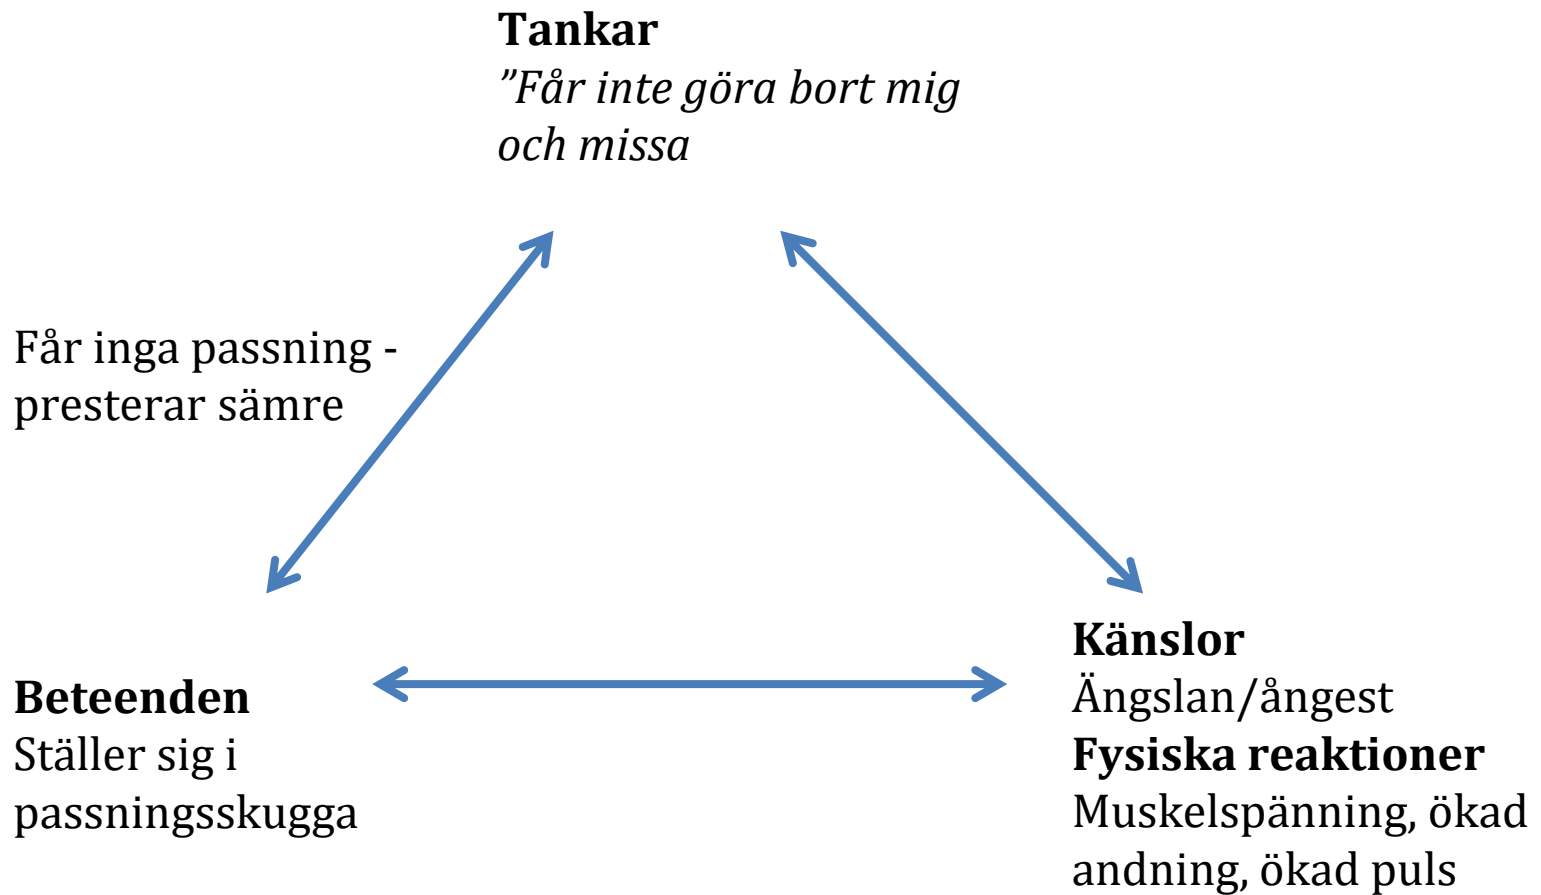 Tankar
”Får inte göra bort mig
och missa
Får inga passning -
presterar sämre
Beteenden
Ställer sig i
passningsskugga
Känslor
Ängslan/ångest
Fysiska reaktioner
Muskelspänning, ökad
andning, ökad puls